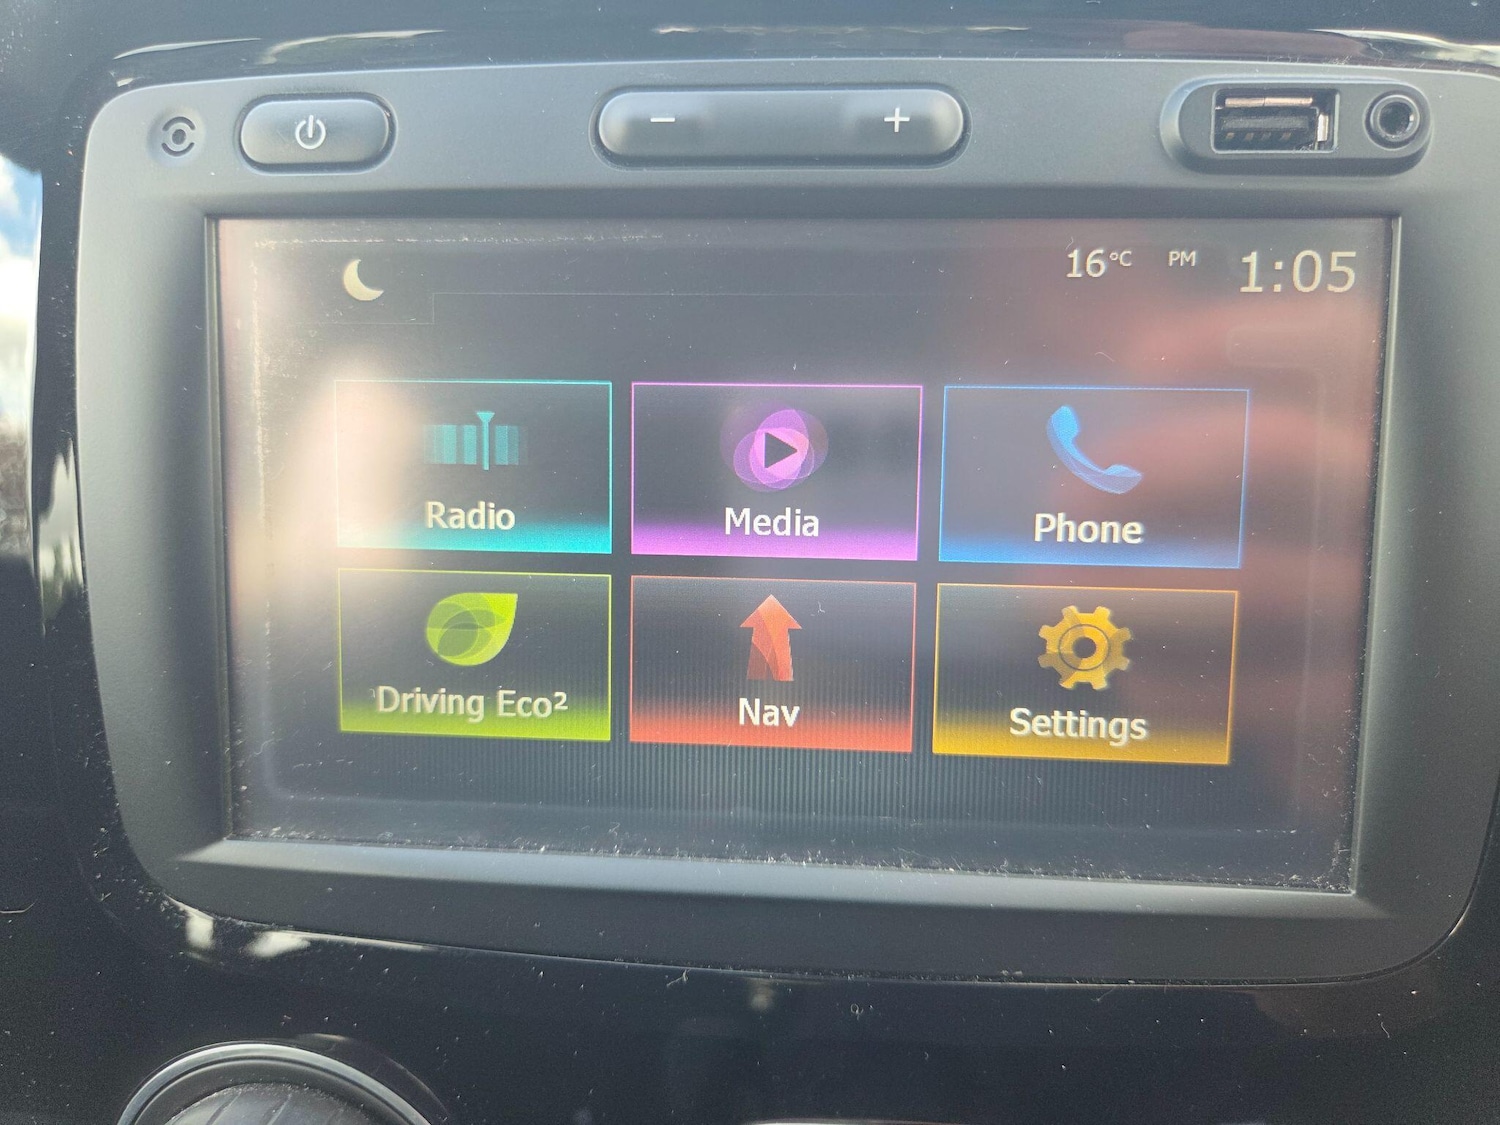 - +
16°C PM 1:05
Radio Media Phone
Driving Eco² Nav Settings